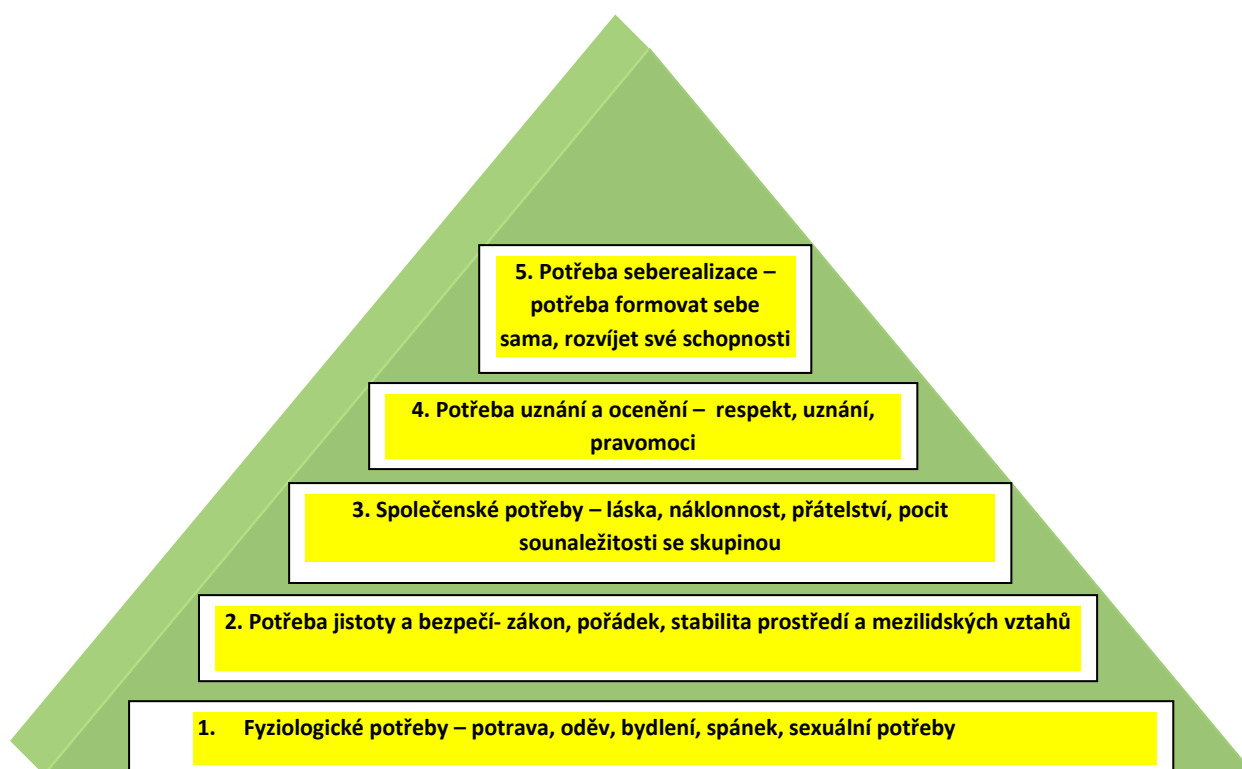 5. Potřeba seberealizace –
potřeba formovat sebe
sama, rozvíjet své schopnosti
4. Potřeba uznání a ocenění – respekt, uznání,
pravomoci
3. Společenské potřeby – láska, náklonnost, přátelství, pocit
sounaležitosti se skupinou
2. Potřeba jistoty a bezpečí- zákon, pořádek, stabilita prostředí a mezilidských vztahů
1. Fyziologické potřeby – potrava, oděv, bydlení, spánek, sexuální potřeby